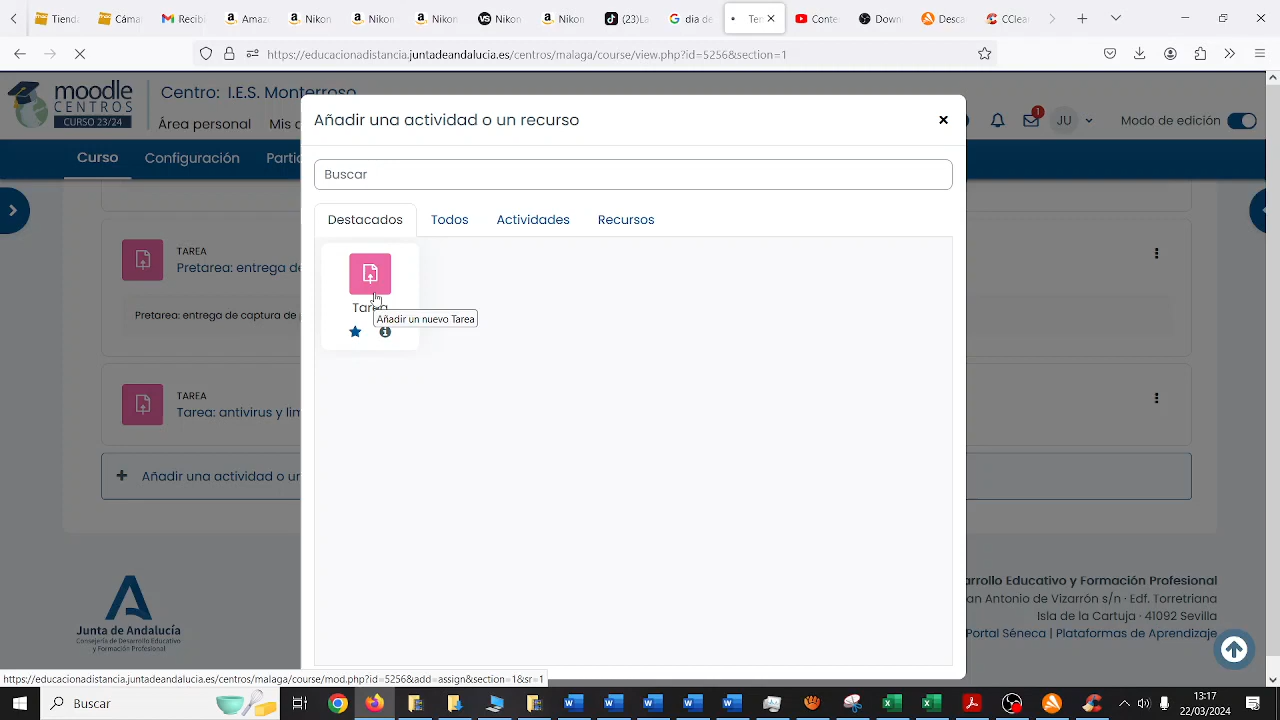 Tiend
Cáma
Recib
Amaz
Nikon
Nikon
Nikon
Nikon
Nikon
(23)La
dia de
Ter
Conte
Down
Desca
CClear
https://educacionadistancia.juntadeandalucia.es/centros/malaga/course/view.php?id=5256&section=1
moodle
CENTROS
CURSO 23/24
Centro: I.E.S. Monterroso
Área personal
Mis a
1
JU
Modo de edición
Curso
Configuración
Parti
Añadir una actividad o un recurso
Buscar
Destacados
Todos
Actividades
Recursos
Tarea
Añadir un nuevo Tarea
TAREA
Pretarea: entrega de
Pretarea: entrega de captura de
TAREA
Tarea: antivirus y lim
Añadir una actividad o un
Junta de Andalucía
Consejería de Desarrollo Educativo
y Formación Profesional
arrollo Educativo y Formación Profesional
an Antonio de Vizarrón s/n · Edf. Torretriana
Isla de la Cartuja · 41092 Sevilla
Portal Séneca | Plataformas de Aprendizaje
https://educacionadistancia.juntadeandalucia.es/centros/malaga/course/mod.php?id=5256&add=assign&section=1&sr=1
Buscar
13:17
22/03/2024